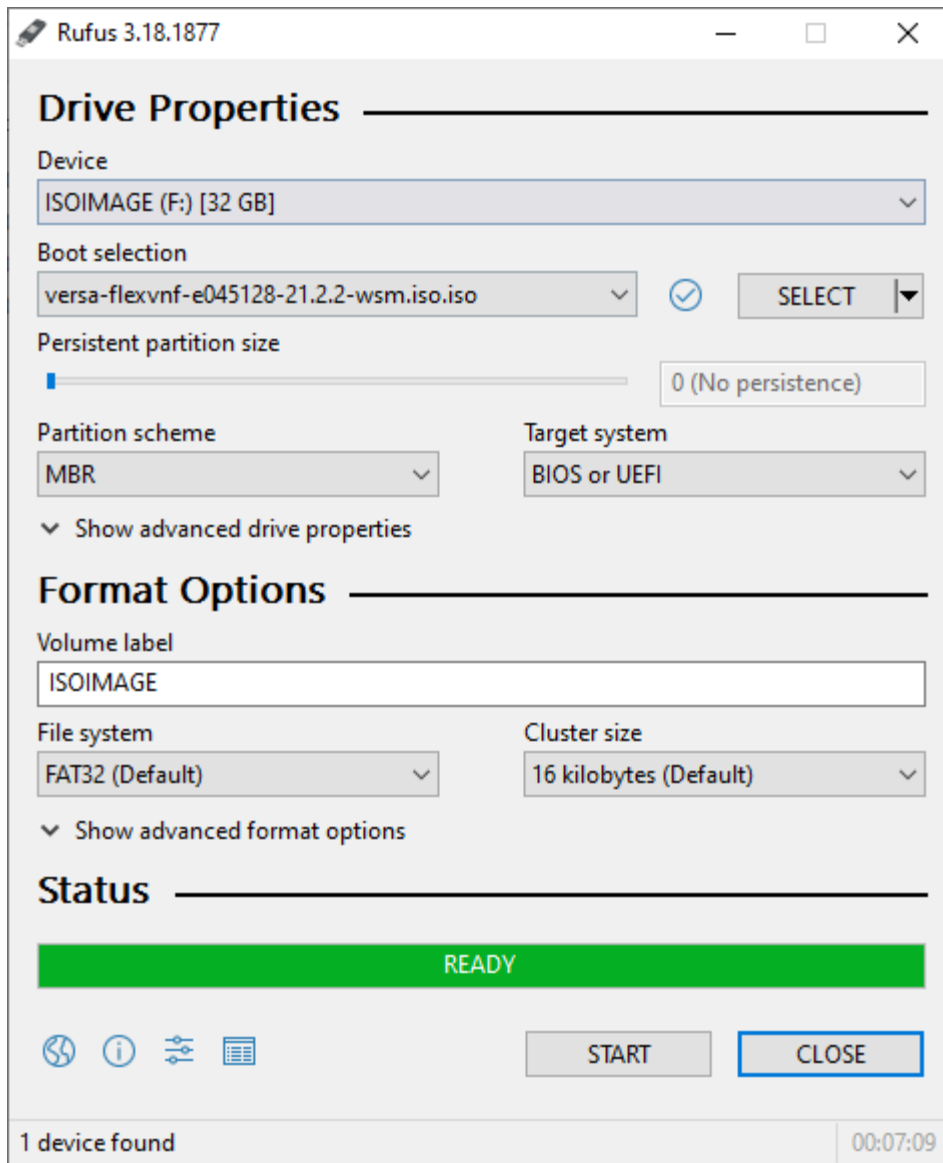 Rufus 3.18.1877
Drive Properties
Device
ISOIMAGE (F:) [32 GB]
Boot selection
versa-flexvnf-e045128-21.2.2-wsm.iso.iso
SELECT
Persistent partition size
0 (No persistence)
Partition scheme
Target system
MBR
BIOS or UEFI
Show advanced drive properties
Format Options
Volume label
ISOIMAGE
File system
Cluster size
FAT32 (Default)
16 kilobytes (Default)
Show advanced format options
Status
READY
START
CLOSE
1 device found
00:07:09